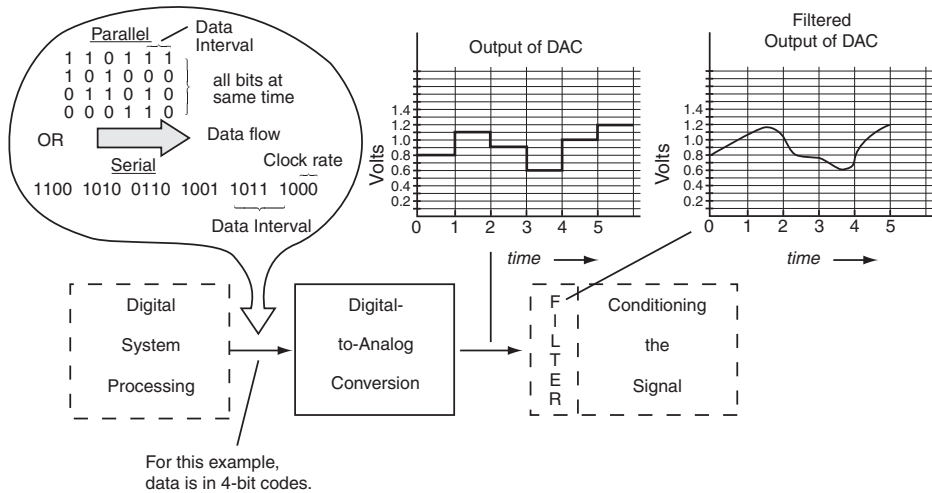 Parallel
Data
Interval
1 1 0 1 1 1
1 0 1 0 0 0
0 1 1 0 1 0
0 0 0 1 1 0
all bits at
same time
OR
Data flow
Serial
Clock rate
1100 1010 0110 1001 1011 1000
Data Interval
Output of DAC
Volts
1.4
1.2
1.0
0.8
0.6
0.4
0.2
0 1 2 3 4 5
time
Filtered
Output of DAC
Volts
1.4
1.2
1.0
0.8
0.6
0.4
0.2
0 1 2 3 4 5
time
Digital
System
Processing
Digital-
to-Analog
Conversion
FILTER
Conditioning
the
Signal
For this example,
data is in 4-bit codes.